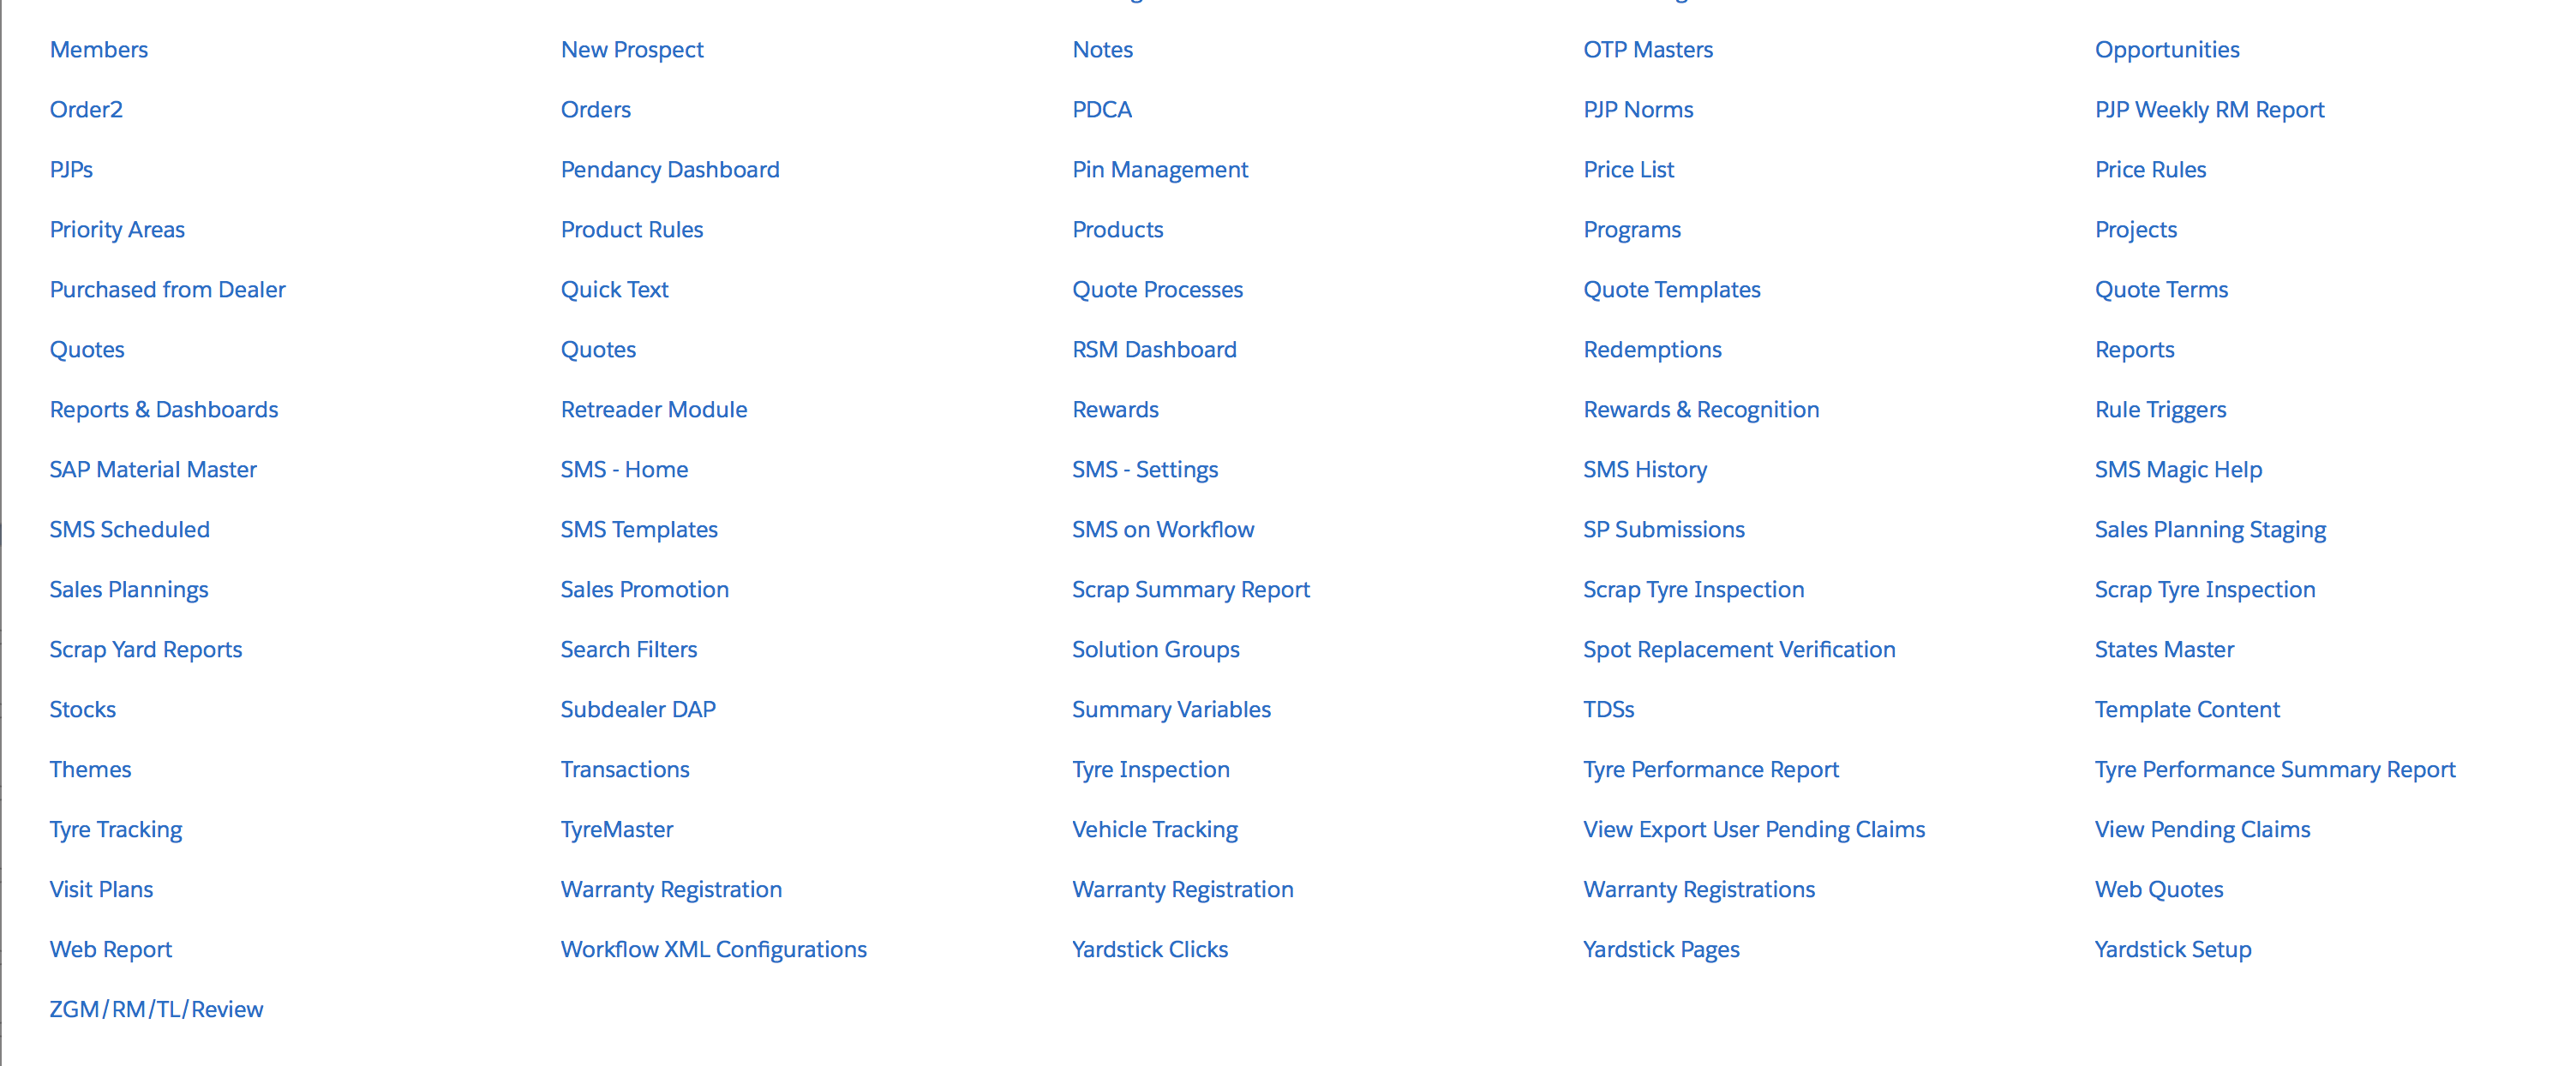 Members New Prospect Notes OTP Masters Opportunities
Order2 Orders PDCA PJP Norms PJP Weekly RM Report
PJPs Pendancy Dashboard Pin Management Price List Price Rules
Priority Areas Product Rules Products Programs Projects
Purchased from Dealer Quick Text Quote Processes Quote Templates Quote Terms
Quotes Quotes RSM Dashboard Redemptions Reports
Reports & Dashboards Retreader Module Rewards Rewards & Recognition Rule Triggers
SAP Material Master SMS - Home SMS - Settings SMS History SMS Magic Help
SMS Scheduled SMS Templates SMS on Workflow SP Submissions Sales Planning Staging
Sales Plannings Sales Promotion Scrap Summary Report Scrap Tyre Inspection Scrap Tyre Inspection
Scrap Yard Reports Search Filters Solution Groups Spot Replacement Verification States Master
Stocks Subdealer DAP Summary Variables TDSs Template Content
Themes Transactions Tyre Inspection Tyre Performance Report Tyre Performance Summary Report
Tyre Tracking TyreMaster Vehicle Tracking View Export User Pending Claims View Pending Claims
Visit Plans Warranty Registration Warranty Registration Warranty Registrations Web Quotes
Web Report Workflow XML Configurations Yardstick Clicks Yardstick Pages Yardstick Setup
ZGM/RM/TL/Review